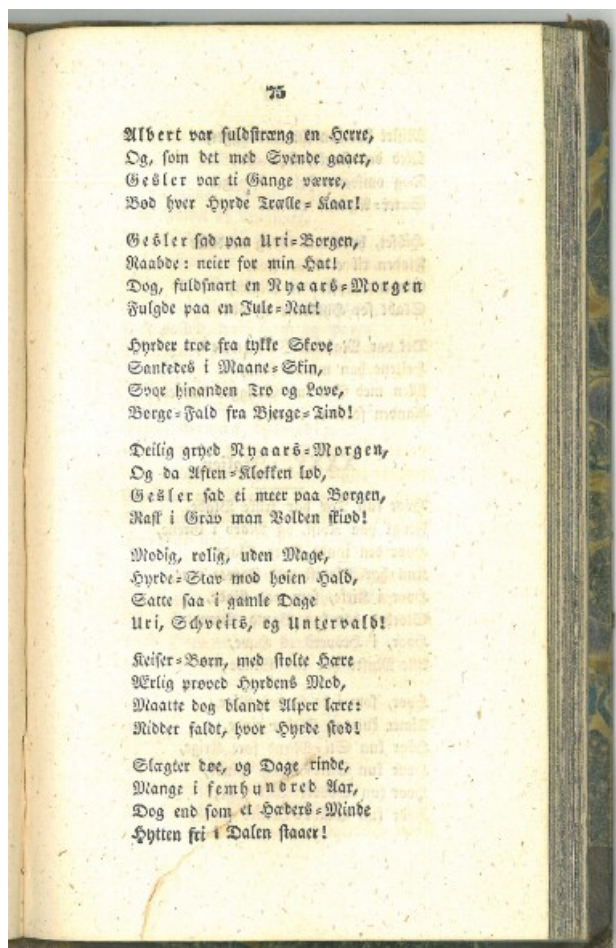 75
Albert var fuldstræng en Herre,
Og, som det med Svende gaaer,
Gesler var ti Gange værre,
Bød hver Hyrde Trælle-Kaar!
Gesler sad paa Uri-Borgen,
Raabde: neier for min Hat!
Dog, fuldsnart en Nyaars-Morgen
Fulgde paa en Jule-Nat!
Hyrder troe fra tykke Skove
Sankedes i Maane-Skin,
Svor hinanden Tro og Love,
Borge-Fald fra Bjerge-Tind!
Deilig gryed Nyaars-Morgen,
Og da Aften-Klokken lød,
Gesler sad ei meer paa Borgen,
Rask i Grav man Volden skiød!
Modig, rolig, uden Mage,
Hyrde-Stav mod høien Hald,
Satte saa i gamle Dage
Uri, Schveits, og Untervald!
Keiser-Børn, med stolte Hære
Ærlig prøved Hyrdens Mod,
Maatte dog blandt Alper lære:
Ridder faldt, hvor Hyrde stod!
Slægter døe, og Dage rinde,
Mange i femhundred Aar,
Dog end som et Hæders-Minde
Hytten fri i Dalen staaer!